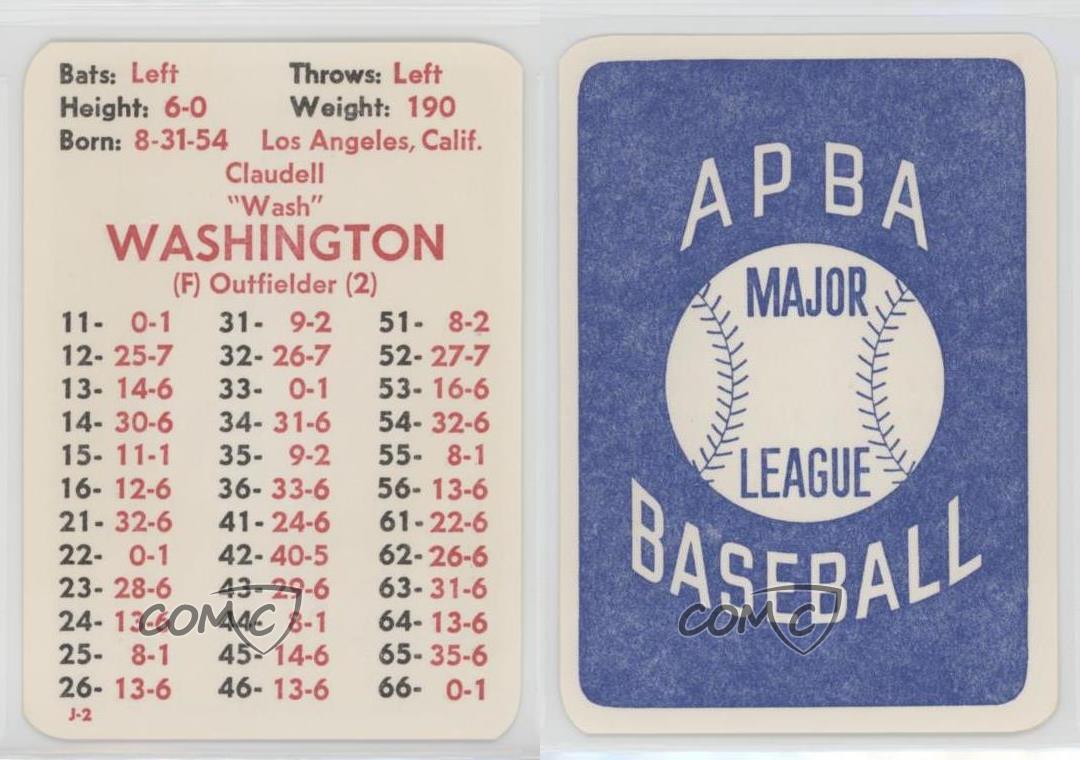 Bats: Left Throws: Left
Height: 6-0 Weight: 190
Born: 8-31-54 Los Angeles, Calif.
Claudell
"Wash"
WASHINGTON
(F) Outfielder (2)
11- 0-1 31- 9-2 51- 8-2
12- 25-7 32- 26-7 52- 27-7
13- 14-6 33- 0-1 53- 16-6
14- 30-6 34- 31-6 54- 32-6
15- 11-1 35- 9-2 55- 8-1
16- 12-6 36- 33-6 56- 13-6
21- 32-6 41- 24-6 61- 22-6
22- 0-1 42- 40-5 62- 26-6
23- 28-6 43- 29-6 63- 31-6
24- 13-6 44- 8-1 64- 13-6
25- 8-1 45- 14-6 65- 35-6
26- 13-6 46- 13-6 66- 0-1
J-2
COMC
APBA
MAJOR
LEAGUE
BASEBALL
COMC